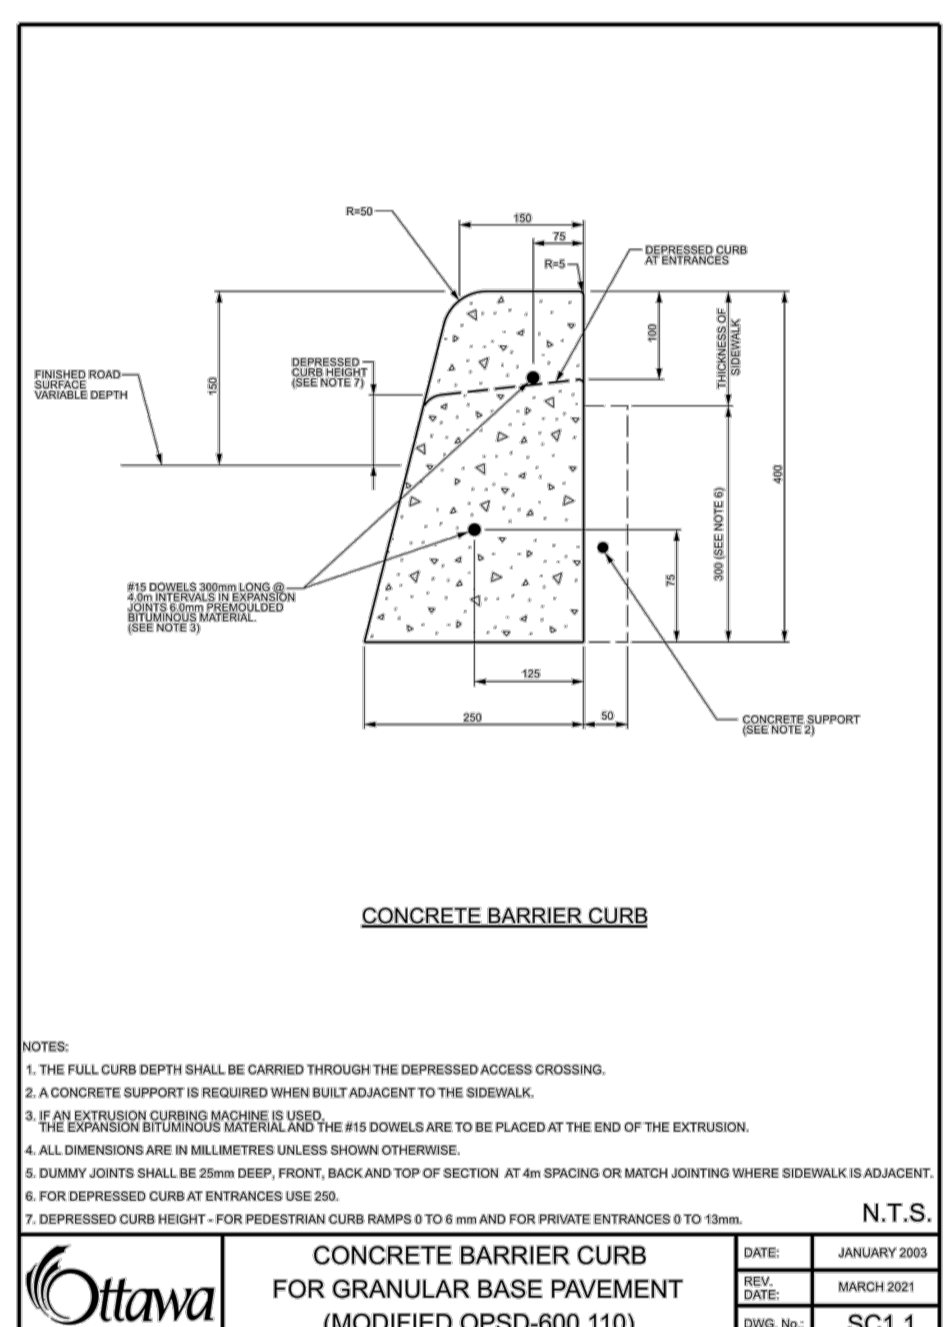 R=50
150
75
R=5
DEPRESSED CURB
AT ENTRANCES
150
100
THICKNESS OF
SIDEWALK
DEPRESSED
CURB HEIGHT
(SEE NOTE 7)
FINISHED ROAD
SURFACE
VARIABLE DEPTH
400
300 (SEE NOTE 6)
75
#15 DOWELS 300mm LONG @
4.0m INTERVALS IN EXPANSION
JOINTS 6.0mm PREMOULDED
BITUMINOUS MATERIAL.
(SEE NOTE 3)
125
250
50
CONCRETE SUPPORT
(SEE NOTE 2)
CONCRETE BARRIER CURB
NOTES:
1. THE FULL CURB DEPTH SHALL BE CARRIED THROUGH THE DEPRESSED ACCESS CROSSING.
2. A CONCRETE SUPPORT IS REQUIRED WHEN BUILT ADJACENT TO THE SIDEWALK.
3. IF AN EXTRUSION CURBING MACHINE IS USED,
THE EXPANSION BITUMINOUS MATERIAL AND THE #15 DOWELS ARE TO BE PLACED AT THE END OF THE EXTRUSION.
4. ALL DIMENSIONS ARE IN MILLIMETRES UNLESS SHOWN OTHERWISE.
5. DUMMY JOINTS SHALL BE 25mm DEEP, FRONT, BACK AND TOP OF SECTION AT 4m SPACING OR MATCH JOINTING WHERE SIDEWALK IS ADJACENT.
6. FOR DEPRESSED CURB AT ENTRANCES USE 250.
7. DEPRESSED CURB HEIGHT - FOR PEDESTRIAN CURB RAMPS 0 TO 6 mm AND FOR PRIVATE ENTRANCES 0 TO 13mm.
N.T.S.
Ottawa
CONCRETE BARRIER CURB
FOR GRANULAR BASE PAVEMENT
(MODIFIED OPSD-600.110)
DATE:
JANUARY 2003
REV.
DATE:
MARCH 2021
DWG. No.:
SC1.1